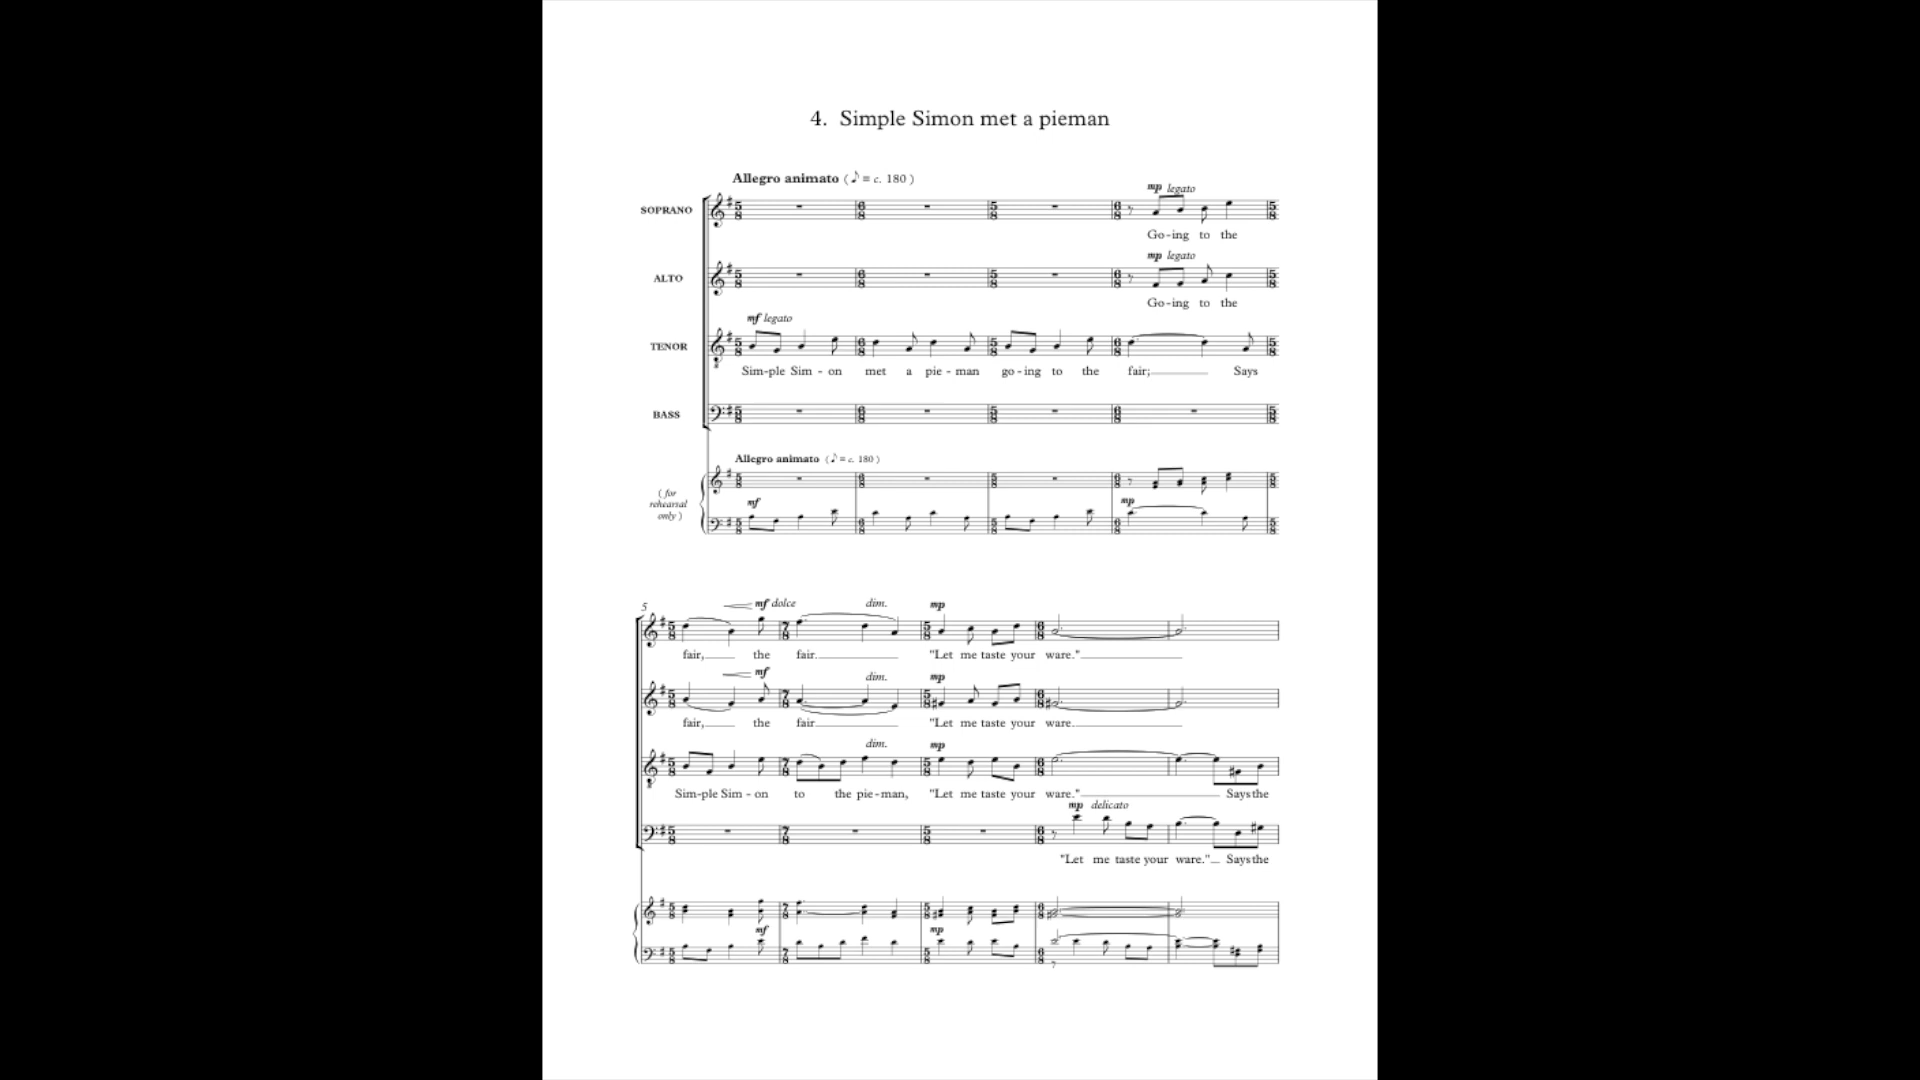 4. Simple Simon met a pieman
Allegro animato (♪ = c. 180 )
mp legato
SOPRANO
Go-ing to the
mp legato
ALTO
Go-ing to the
mf legato
TENOR
Sim-ple Sim - on met a pie - man go - ing to the fair; Says
BASS
Allegro animato (♪ = c. 180 )
( for rehearsal only )
mf
mp
5
mf dolce dim. mp
fair, the fair. "Let me taste your ware."
mf dim. mp
fair, the fair "Let me taste your ware.
dim. mp
Sim-ple Sim - on to the pie-man, "Let me taste your ware." Says the
mp delicato
"Let me taste your ware." Says the
mf mp